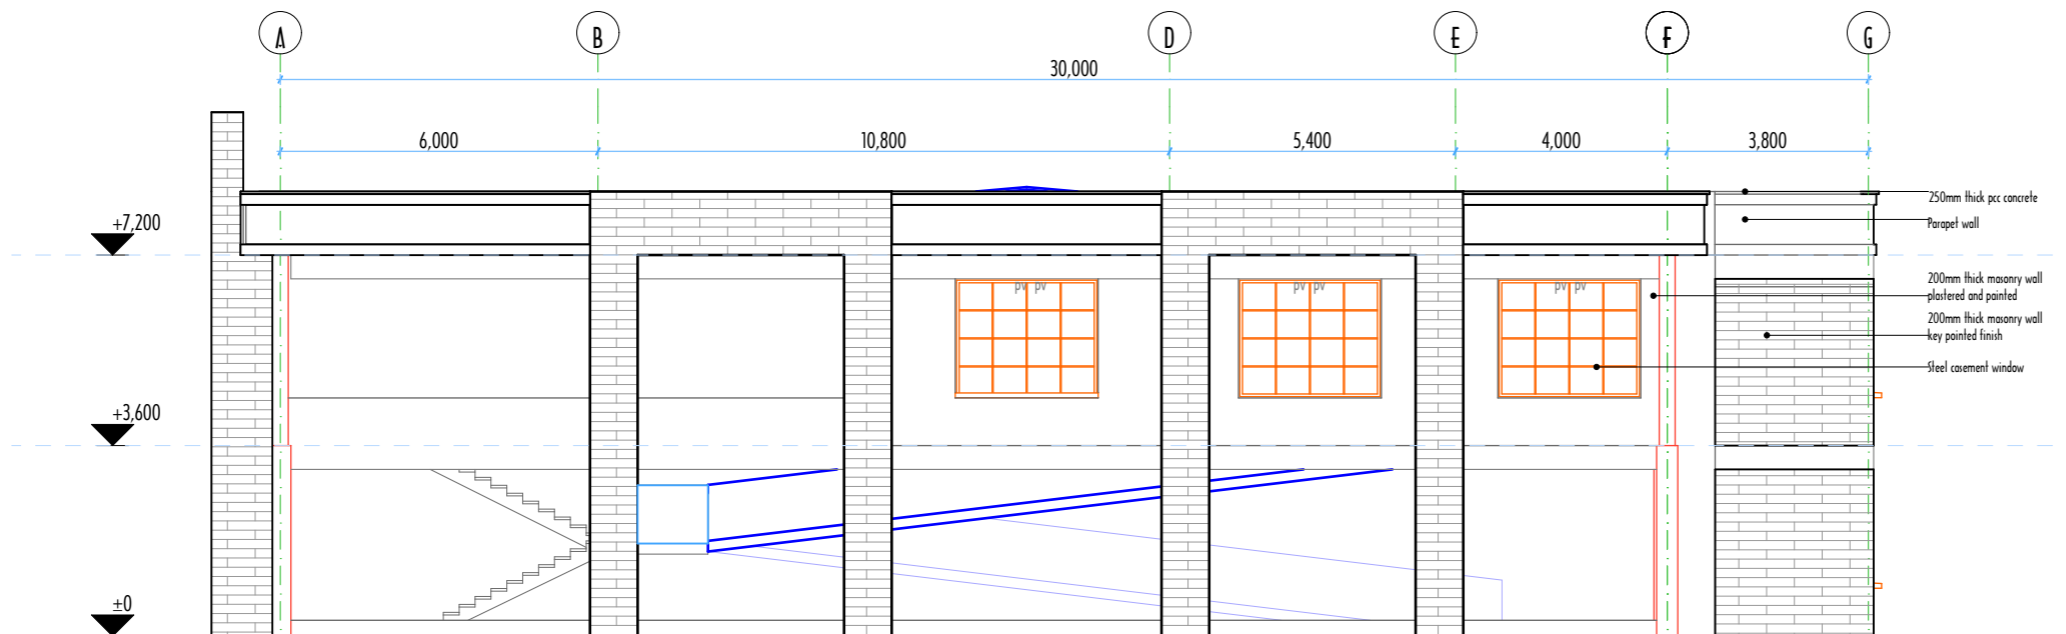 A B D E F G
30,000
6,000 10,800 5,400 4,000 3,800
250mm thick pcc concrete
+7,200
Parapet wall
200mm thick masonry wall
plastered and painted
pv pv pv pv pv pv
200mm thick masonry wall
key pointed finish
Steel casement window
+3,600
±0